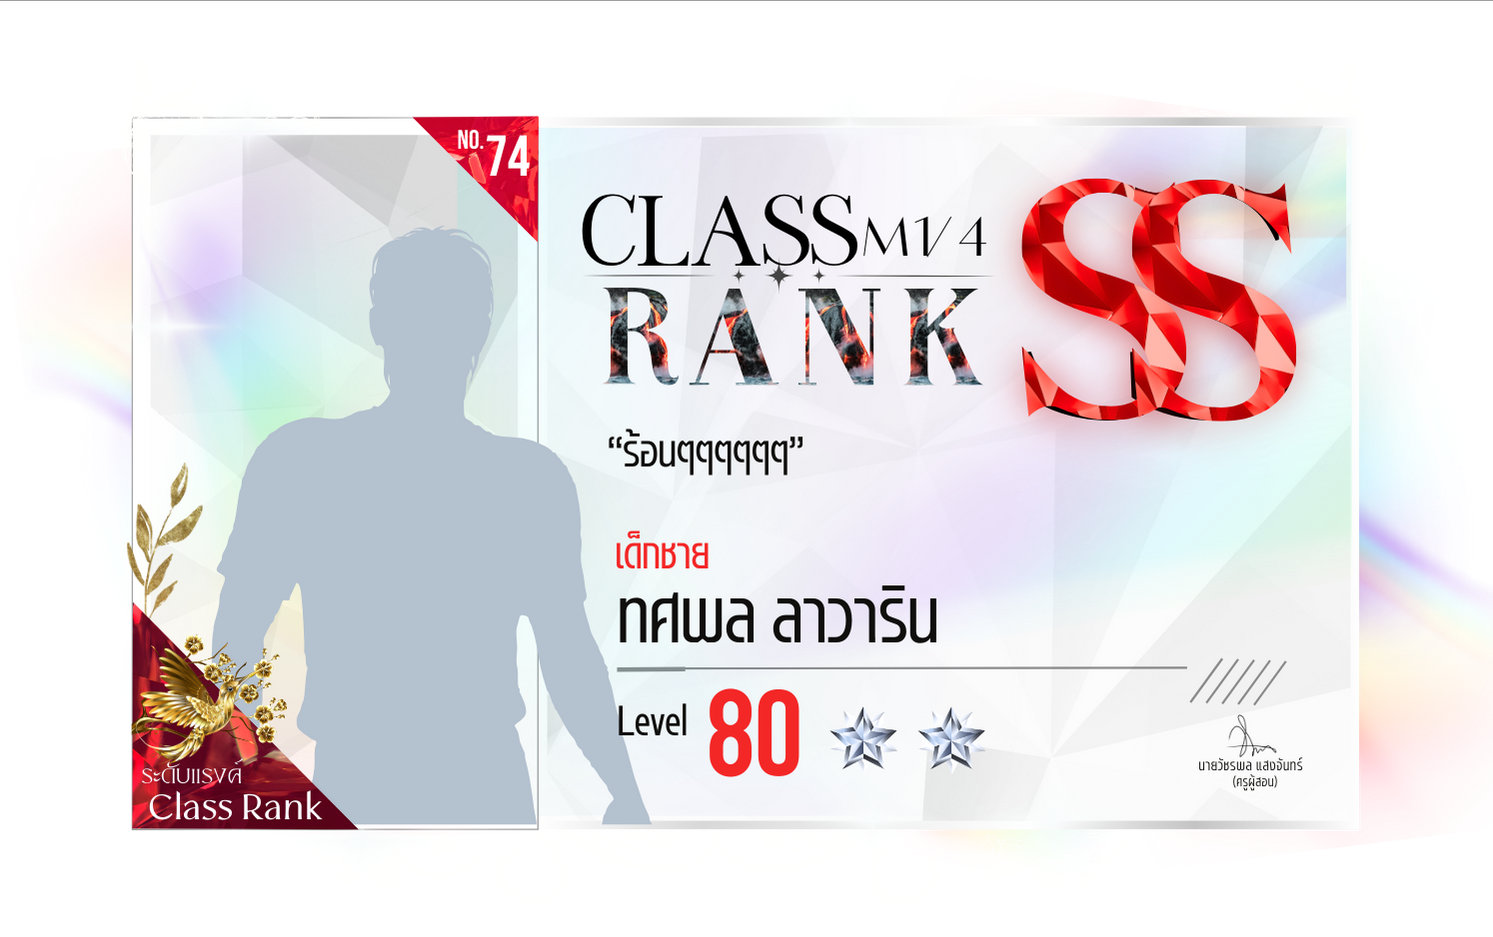 NO. 74
CLASS M1/4
RANK
SS
“ร้อนๆๆๆๆๆๆ”
เด็กชาย
ทศพล ลาวาริน
Level 80
นายวัชรพล แสงจันทร์
(ครูผู้สอน)
ระดับแรงค์
Class Rank